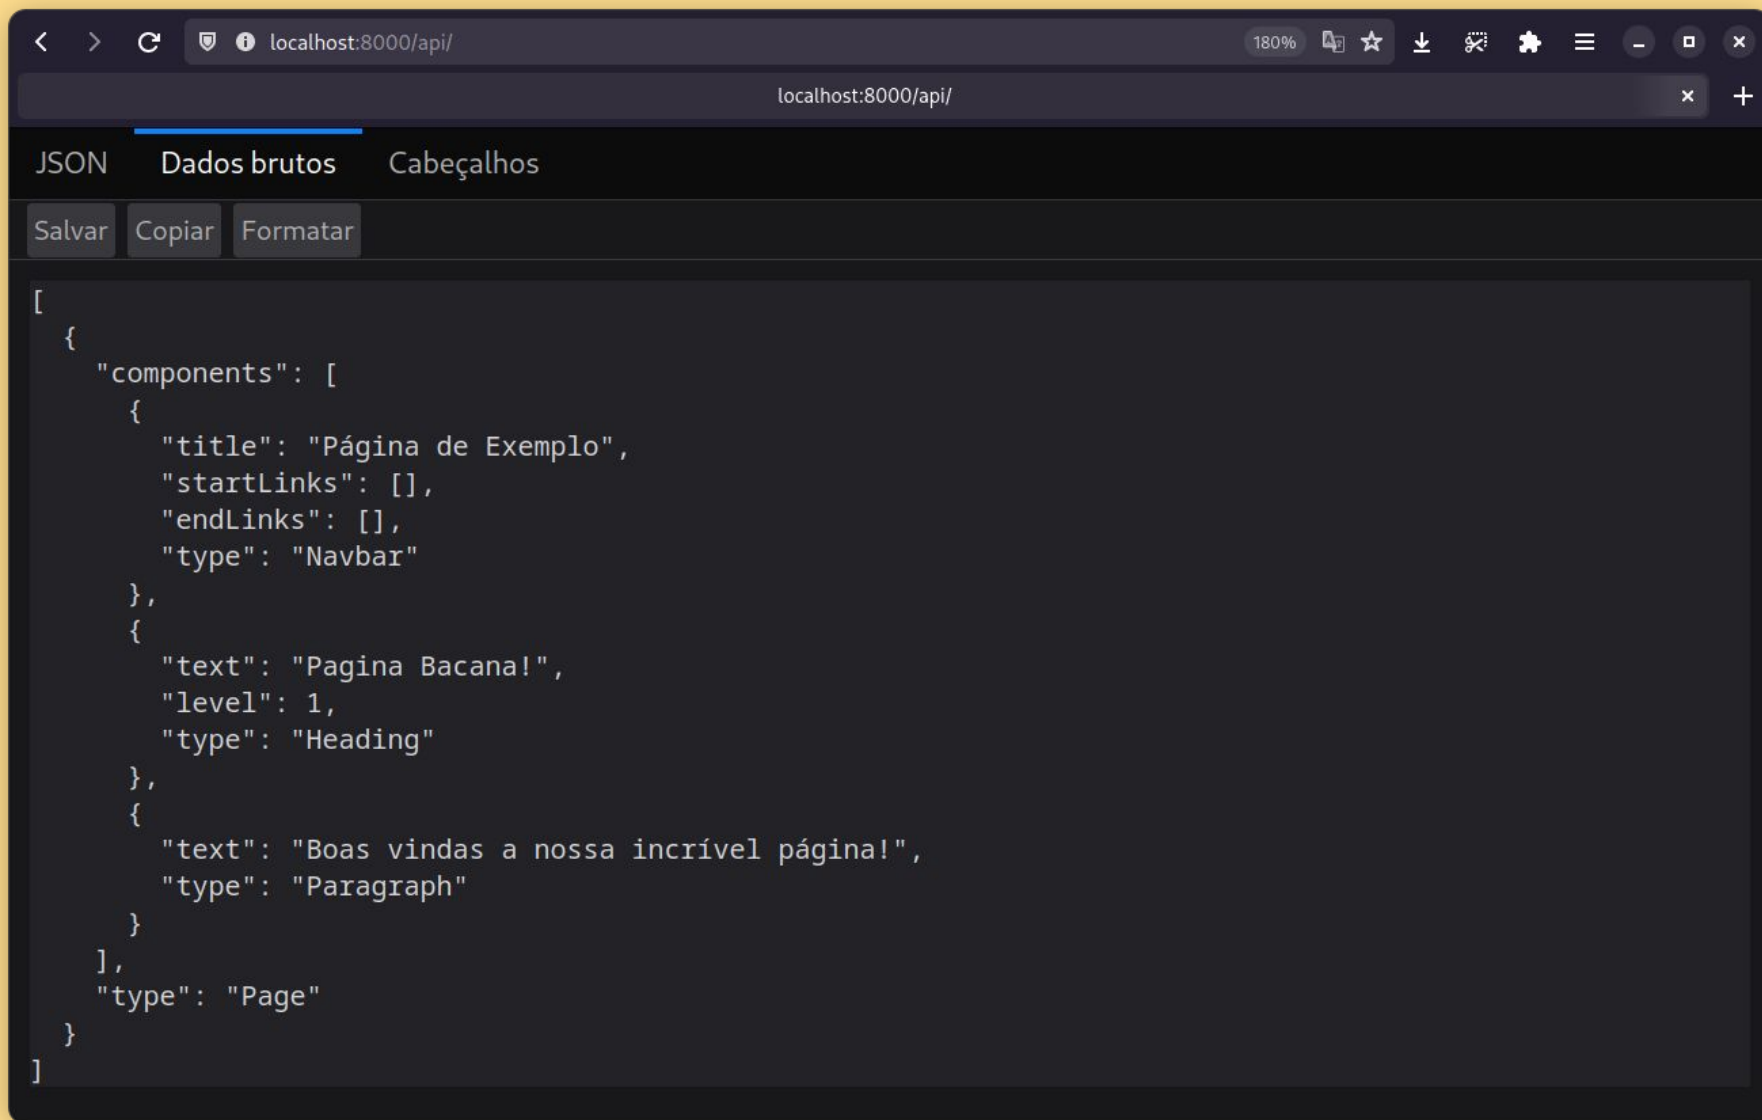 localhost:8000/api/
180%
localhost:8000/api/
JSON Dados brutos Cabeçalhos
Salvar Copiar Formatar
[
  {
    "components": [
      {
        "title": "Página de Exemplo",
        "startLinks": [],
        "endLinks": [],
        "type": "Navbar"
      },
      {
        "text": "Pagina Bacana!",
        "level": 1,
        "type": "Heading"
      },
      {
        "text": "Boas vindas a nossa incrível página!",
        "type": "Paragraph"
      }
    ],
    "type": "Page"
  }
]